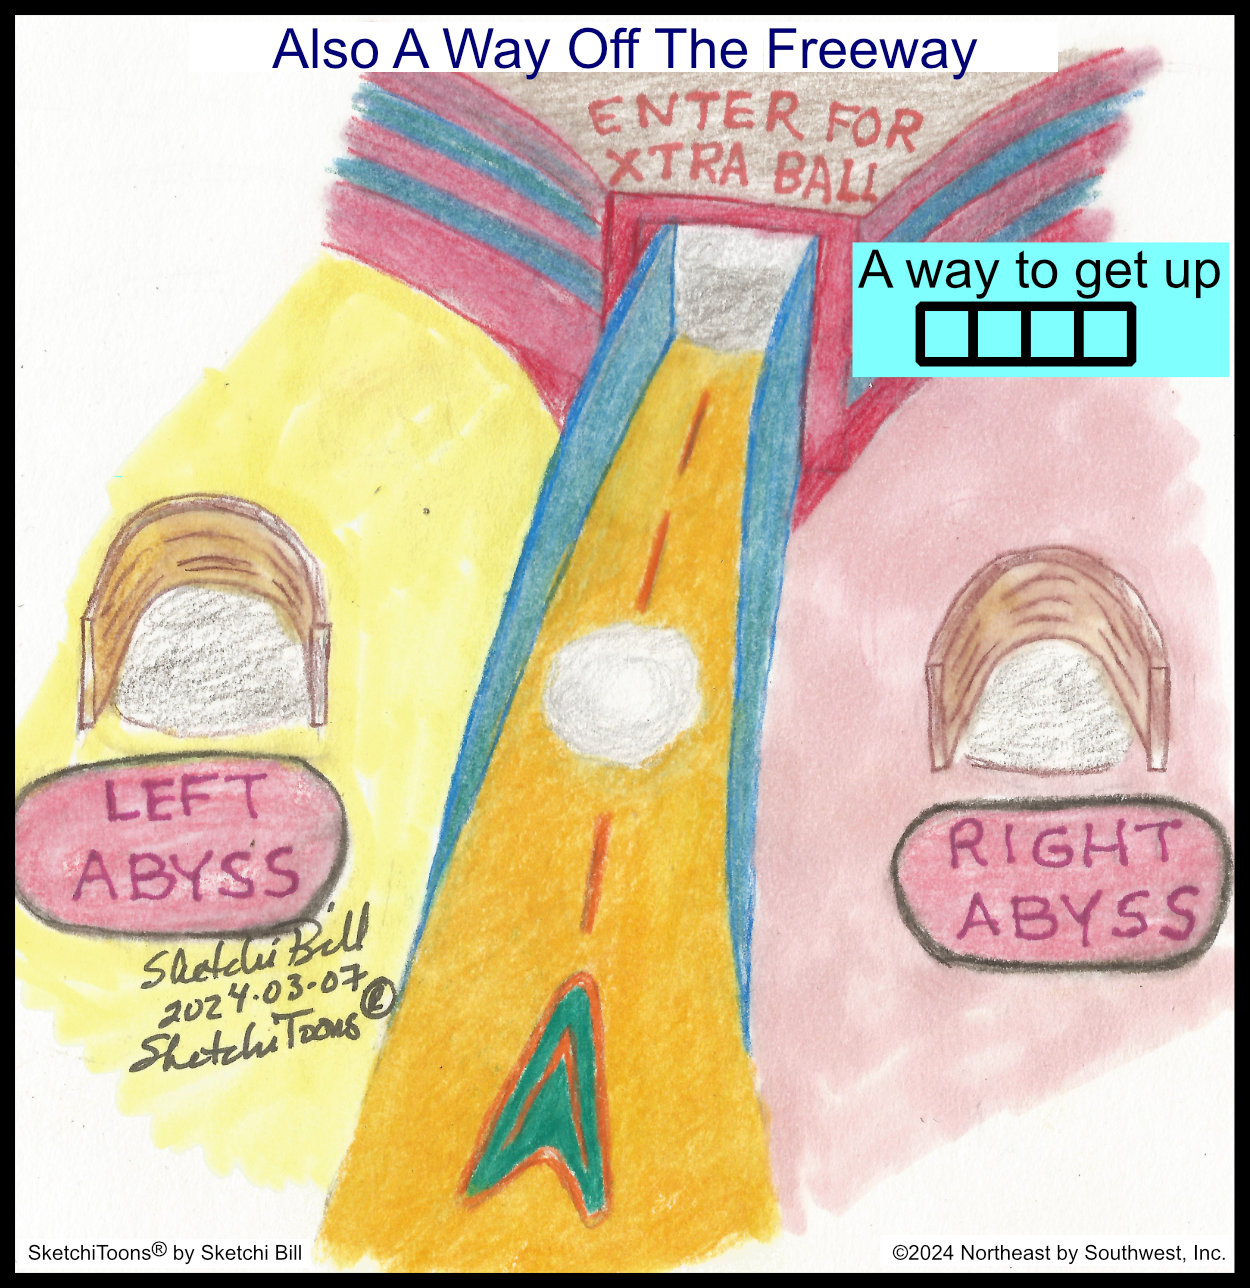 Also A Way Off The Freeway
ENTER FOR
XTRA BALL
A way to get up
LEFT
ABYSS
RIGHT
ABYSS
Sketchi Bill
2024.03.07
SketchiToons®
SketchiToons® by Sketchi Bill
©2024 Northeast by Southwest, Inc.